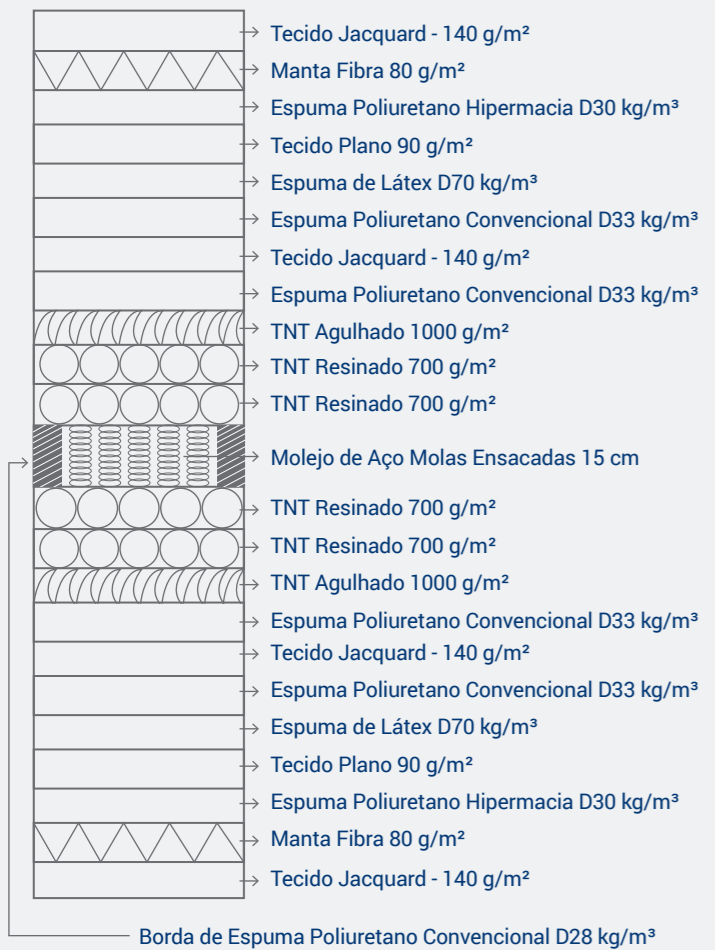 Tecido Jacquard - 140 g/m²
Manta Fibra 80 g/m²
Espuma Poliuretano Hipermacia D30 kg/m³
Tecido Plano 90 g/m²
Espuma de Látex D70 kg/m³
Espuma Poliuretano Convencional D33 kg/m³
Tecido Jacquard - 140 g/m²
Espuma Poliuretano Convencional D33 kg/m³
TNT Agulhado 1000 g/m²
TNT Resinado 700 g/m²
TNT Resinado 700 g/m²
Molejo de Aço Molas Ensacadas 15 cm
TNT Resinado 700 g/m²
TNT Resinado 700 g/m²
TNT Agulhado 1000 g/m²
Espuma Poliuretano Convencional D33 kg/m³
Tecido Jacquard - 140 g/m²
Espuma Poliuretano Convencional D33 kg/m³
Espuma de Látex D70 kg/m³
Tecido Plano 90 g/m²
Espuma Poliuretano Hipermacia D30 kg/m³
Manta Fibra 80 g/m²
Tecido Jacquard - 140 g/m²
Borda de Espuma Poliuretano Convencional D28 kg/m³